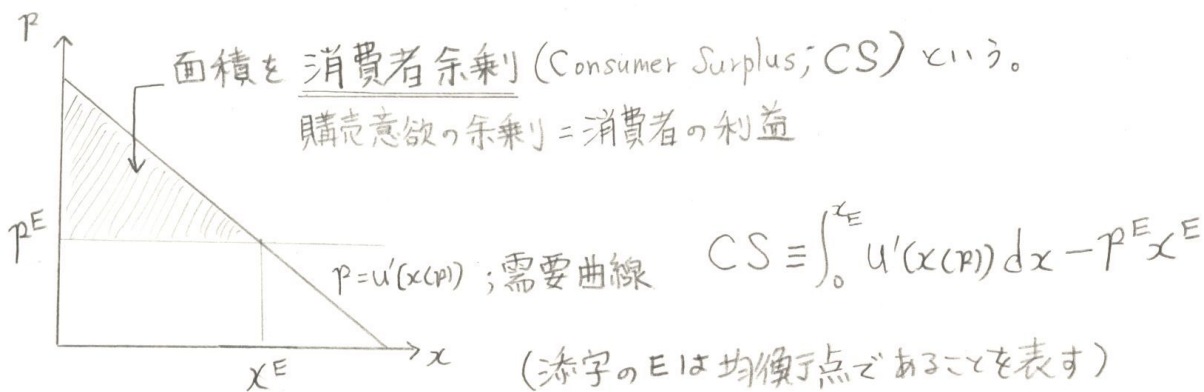 p
面積を 消費者余剰 (Consumer Surplus; CS) という。
購売意欲の余剰 = 消費者の利益
p^E
p = u'(x(p)) ; 需要曲線
CS ≡ ∫_0^{x_E} u'(x(p)) dx − p^E x^E
x^E
x
(添字のEは均衡点であることを表す)